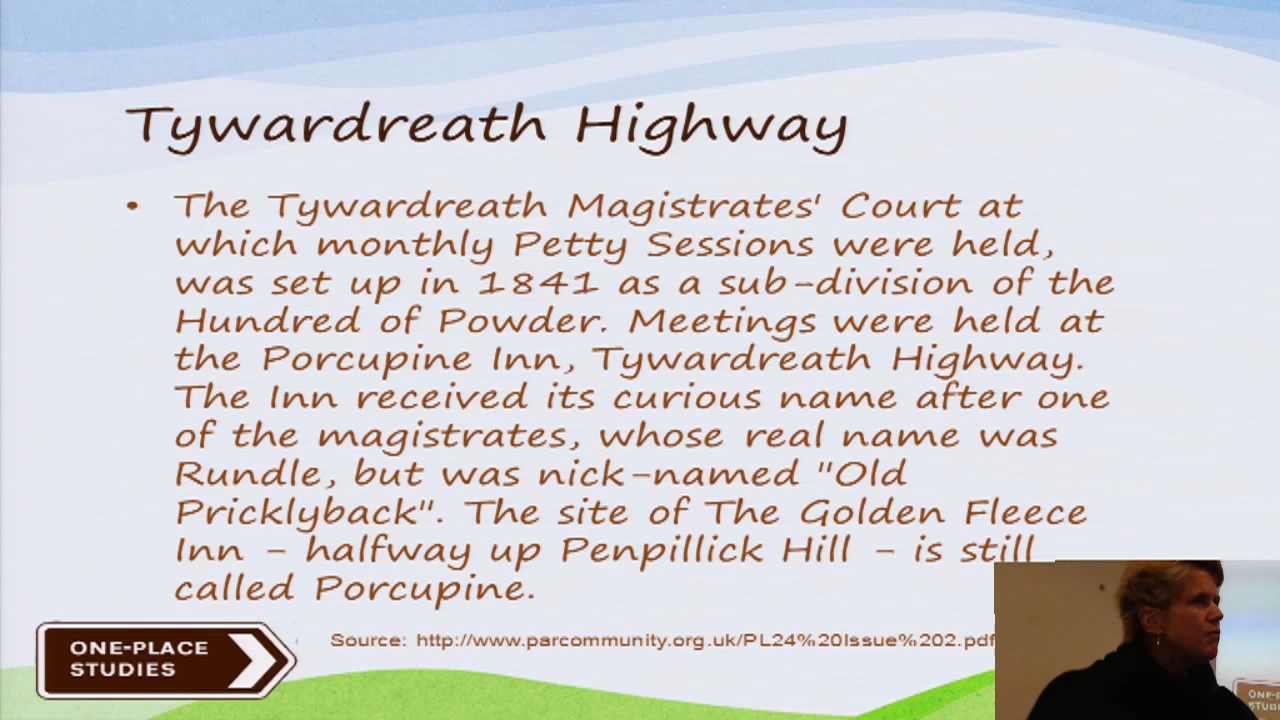 Tywardreath Highway
• The Tywardreath Magistrates' Court at
which monthly Petty Sessions were held,
was set up in 1841 as a sub-division of the
Hundred of Powder. Meetings were held at
the Porcupine Inn, Tywardreath Highway.
The Inn received its curious name after one
of the magistrates, whose real name was
Rundle, but was nick-named "Old
Pricklyback". The site of The Golden Fleece
Inn - halfway up Penpillick Hill - is still
called Porcupine.
Source: http://www.parcommunity.org.uk/PL24%20Issue%202.pdf
ONE-PLACE
STUDIES